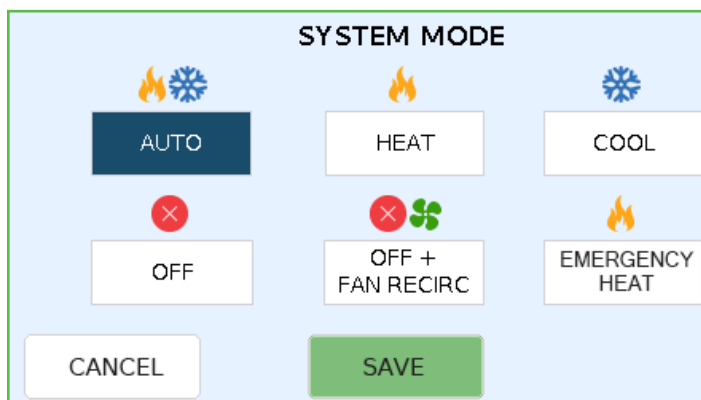 SYSTEM MODE
AUTO
HEAT
COOL
OFF
OFF +
FAN RECIRC
EMERGENCY
HEAT
CANCEL
SAVE